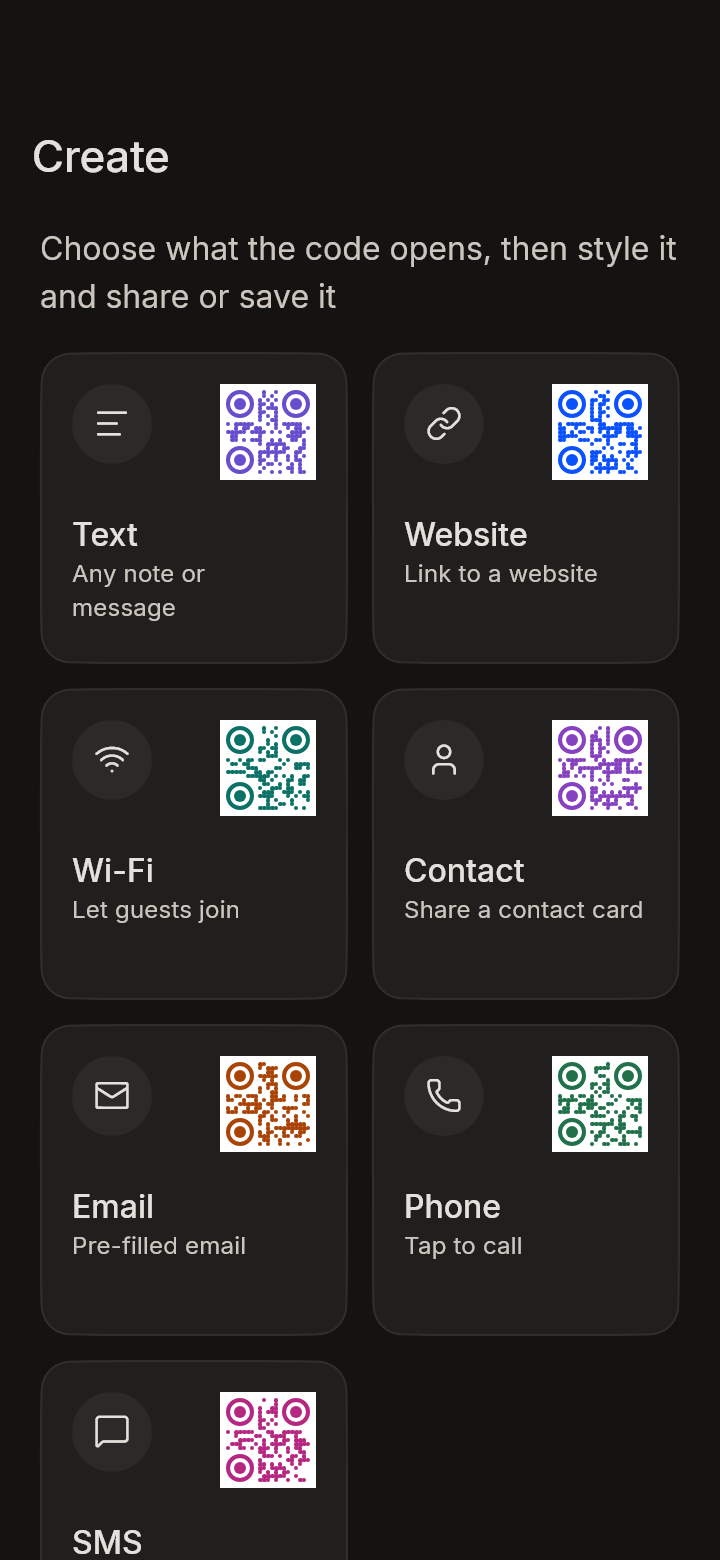 Create
Choose what the code opens, then style it
and share or save it
Text
Any note or
message
Website
Link to a website
Wi-Fi
Let guests join
Contact
Share a contact card
Email
Pre-filled email
Phone
Tap to call
SMS